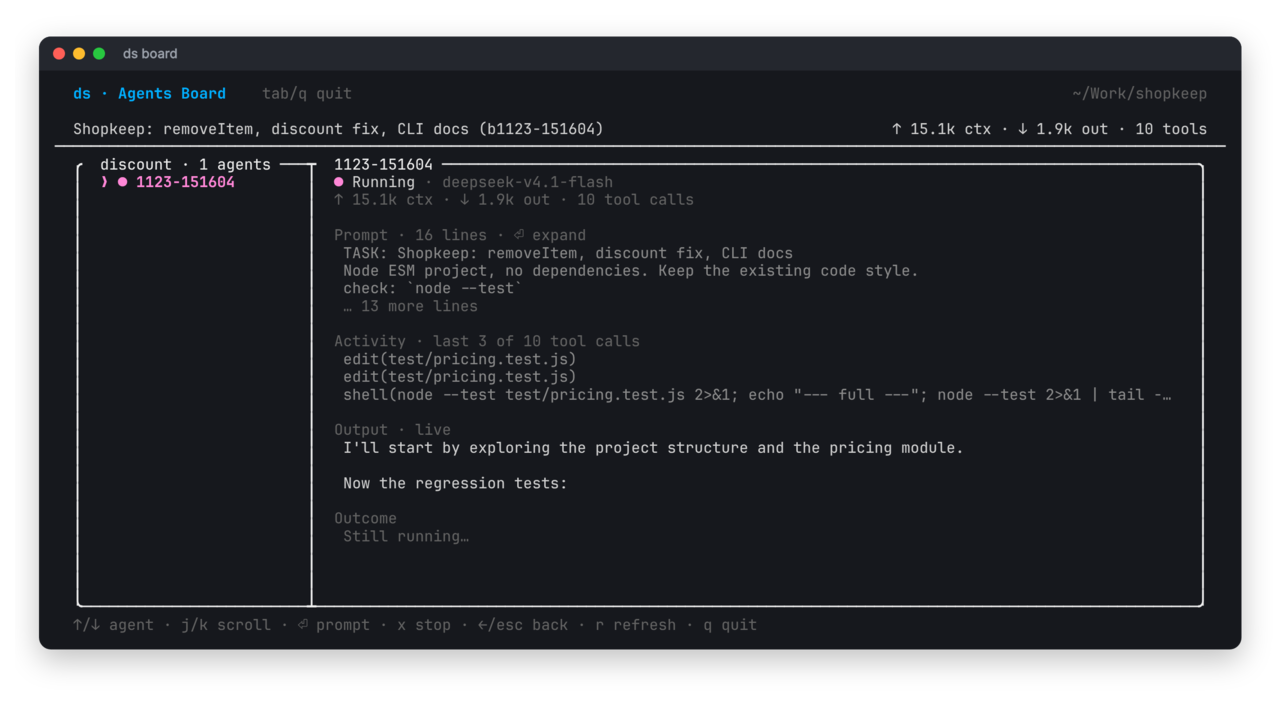 ds board
ds · Agents Board    tab/q quit    ~/Work/shopkeep
Shopkeep: removeItem, discount fix, CLI docs (b1123-151604)    ↑ 15.1k ctx · ↓ 1.9k out · 10 tools
discount · 1 agents
❯ ● 1123-151604
1123-151604
● Running · deepseek-v4.1-flash
↑ 15.1k ctx · ↓ 1.9k out · 10 tool calls
Prompt · 16 lines · ⏎ expand
TASK: Shopkeep: removeItem, discount fix, CLI docs
Node ESM project, no dependencies. Keep the existing code style.
check: `node --test`
… 13 more lines
Activity · last 3 of 10 tool calls
edit(test/pricing.test.js)
edit(test/pricing.test.js)
shell(node --test test/pricing.test.js 2>&1; echo "--- full ---"; node --test 2>&1 | tail -…
Output · live
I'll start by exploring the project structure and the pricing module.
Now the regression tests:
Outcome
Still running…
↑/↓ agent · j/k scroll · ⏎ prompt · x stop · ←/esc back · r refresh · q quit